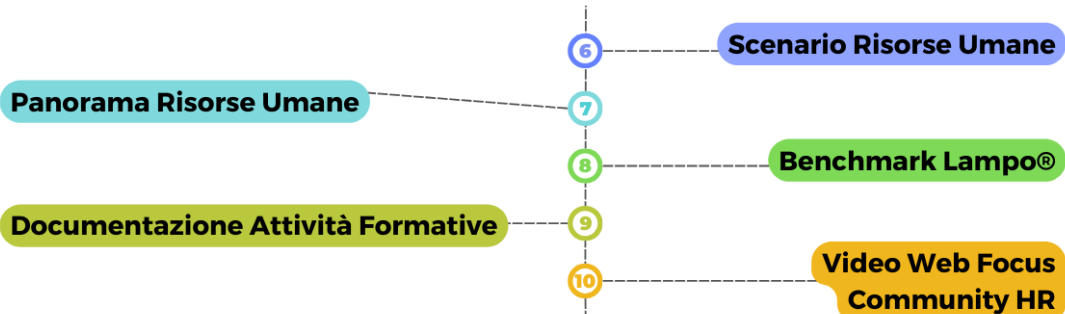 6
Scenario Risorse Umane
Panorama Risorse Umane
7
8
Benchmark Lampo®
Documentazione Attività Formative
9
10
Video Web Focus
Community HR